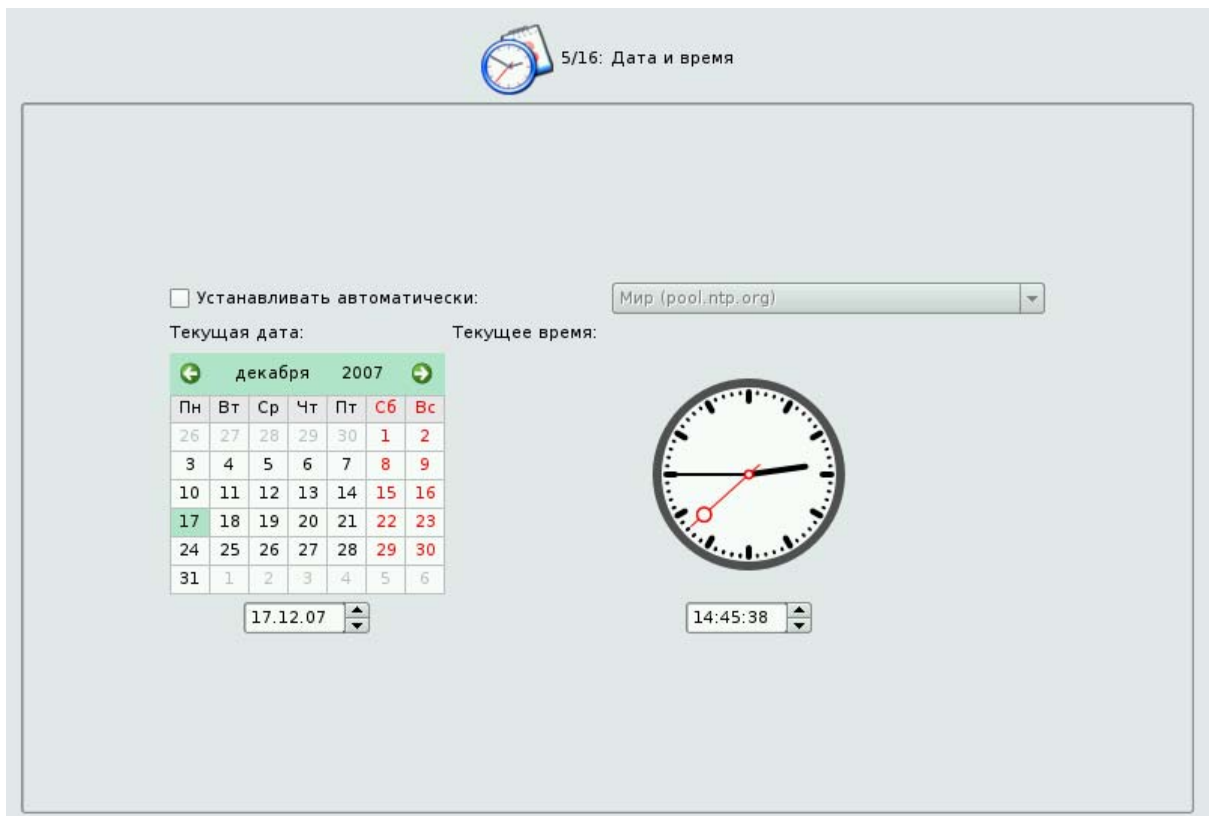 5/16: Дата и время
Устанавливать автоматически: Мир (pool.ntp.org)
Текущая дата: Текущее время:
декабря 2007
Пн Вт Ср Чт Пт Сб Вс
26 27 28 29 30 1 2
3 4 5 6 7 8 9
10 11 12 13 14 15 16
17 18 19 20 21 22 23
24 25 26 27 28 29 30
31 1 2 3 4 5 6
17.12.07 14:45:38